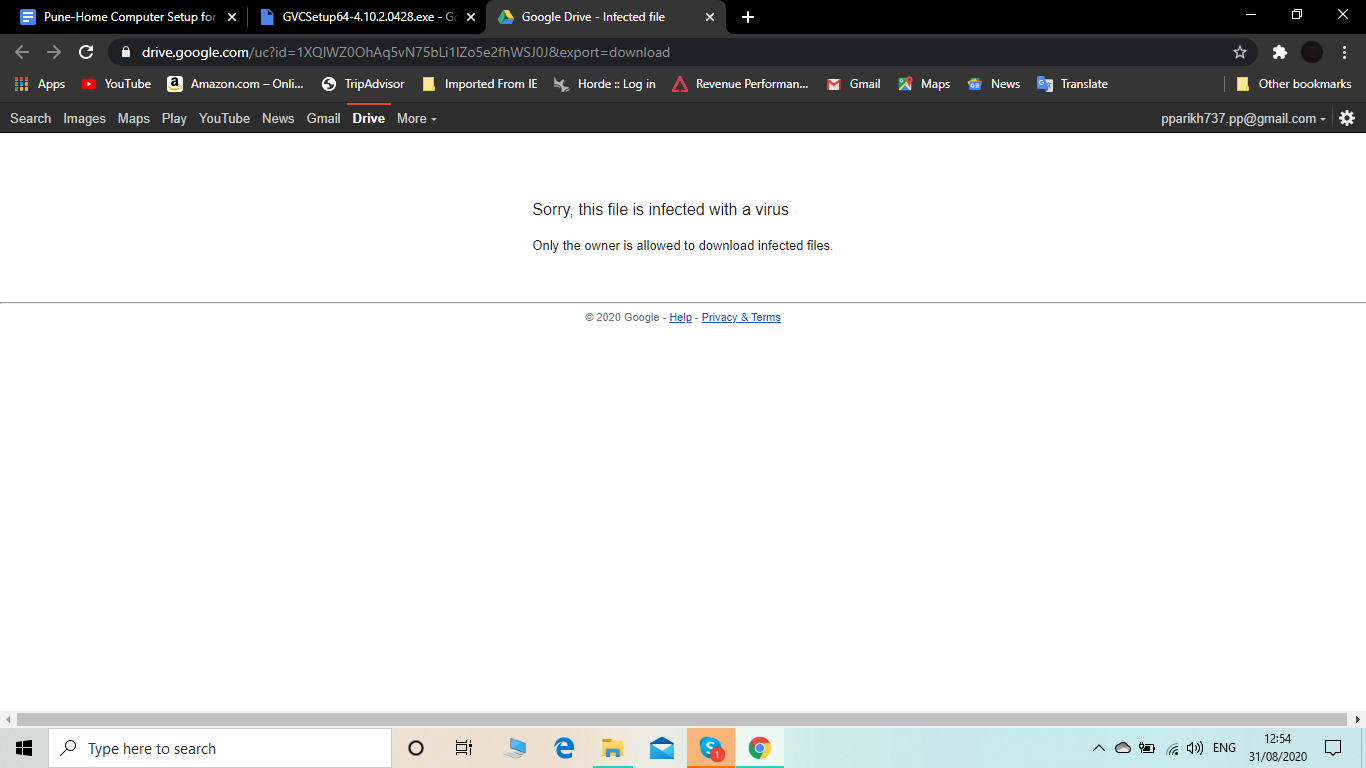 Pune-Home Computer Setup for
GVCSetup64-4.10.2.0428.exe - Go
Google Drive - Infected file
drive.google.com/uc?id=1XQlWZ0OhAq5vN75bLi1lZo5e2fhWSJ0J&export=download
Apps YouTube Amazon.com – Onli... TripAdvisor Imported From IE Horde :: Log in Revenue Performan... Gmail Maps News Translate Other bookmarks
Search Images Maps Play YouTube News Gmail Drive More pparikh737.pp@gmail.com
Sorry, this file is infected with a virus
Only the owner is allowed to download infected files.
© 2020 Google - Help - Privacy & Terms
Type here to search
1
ENG
12:54
31/08/2020